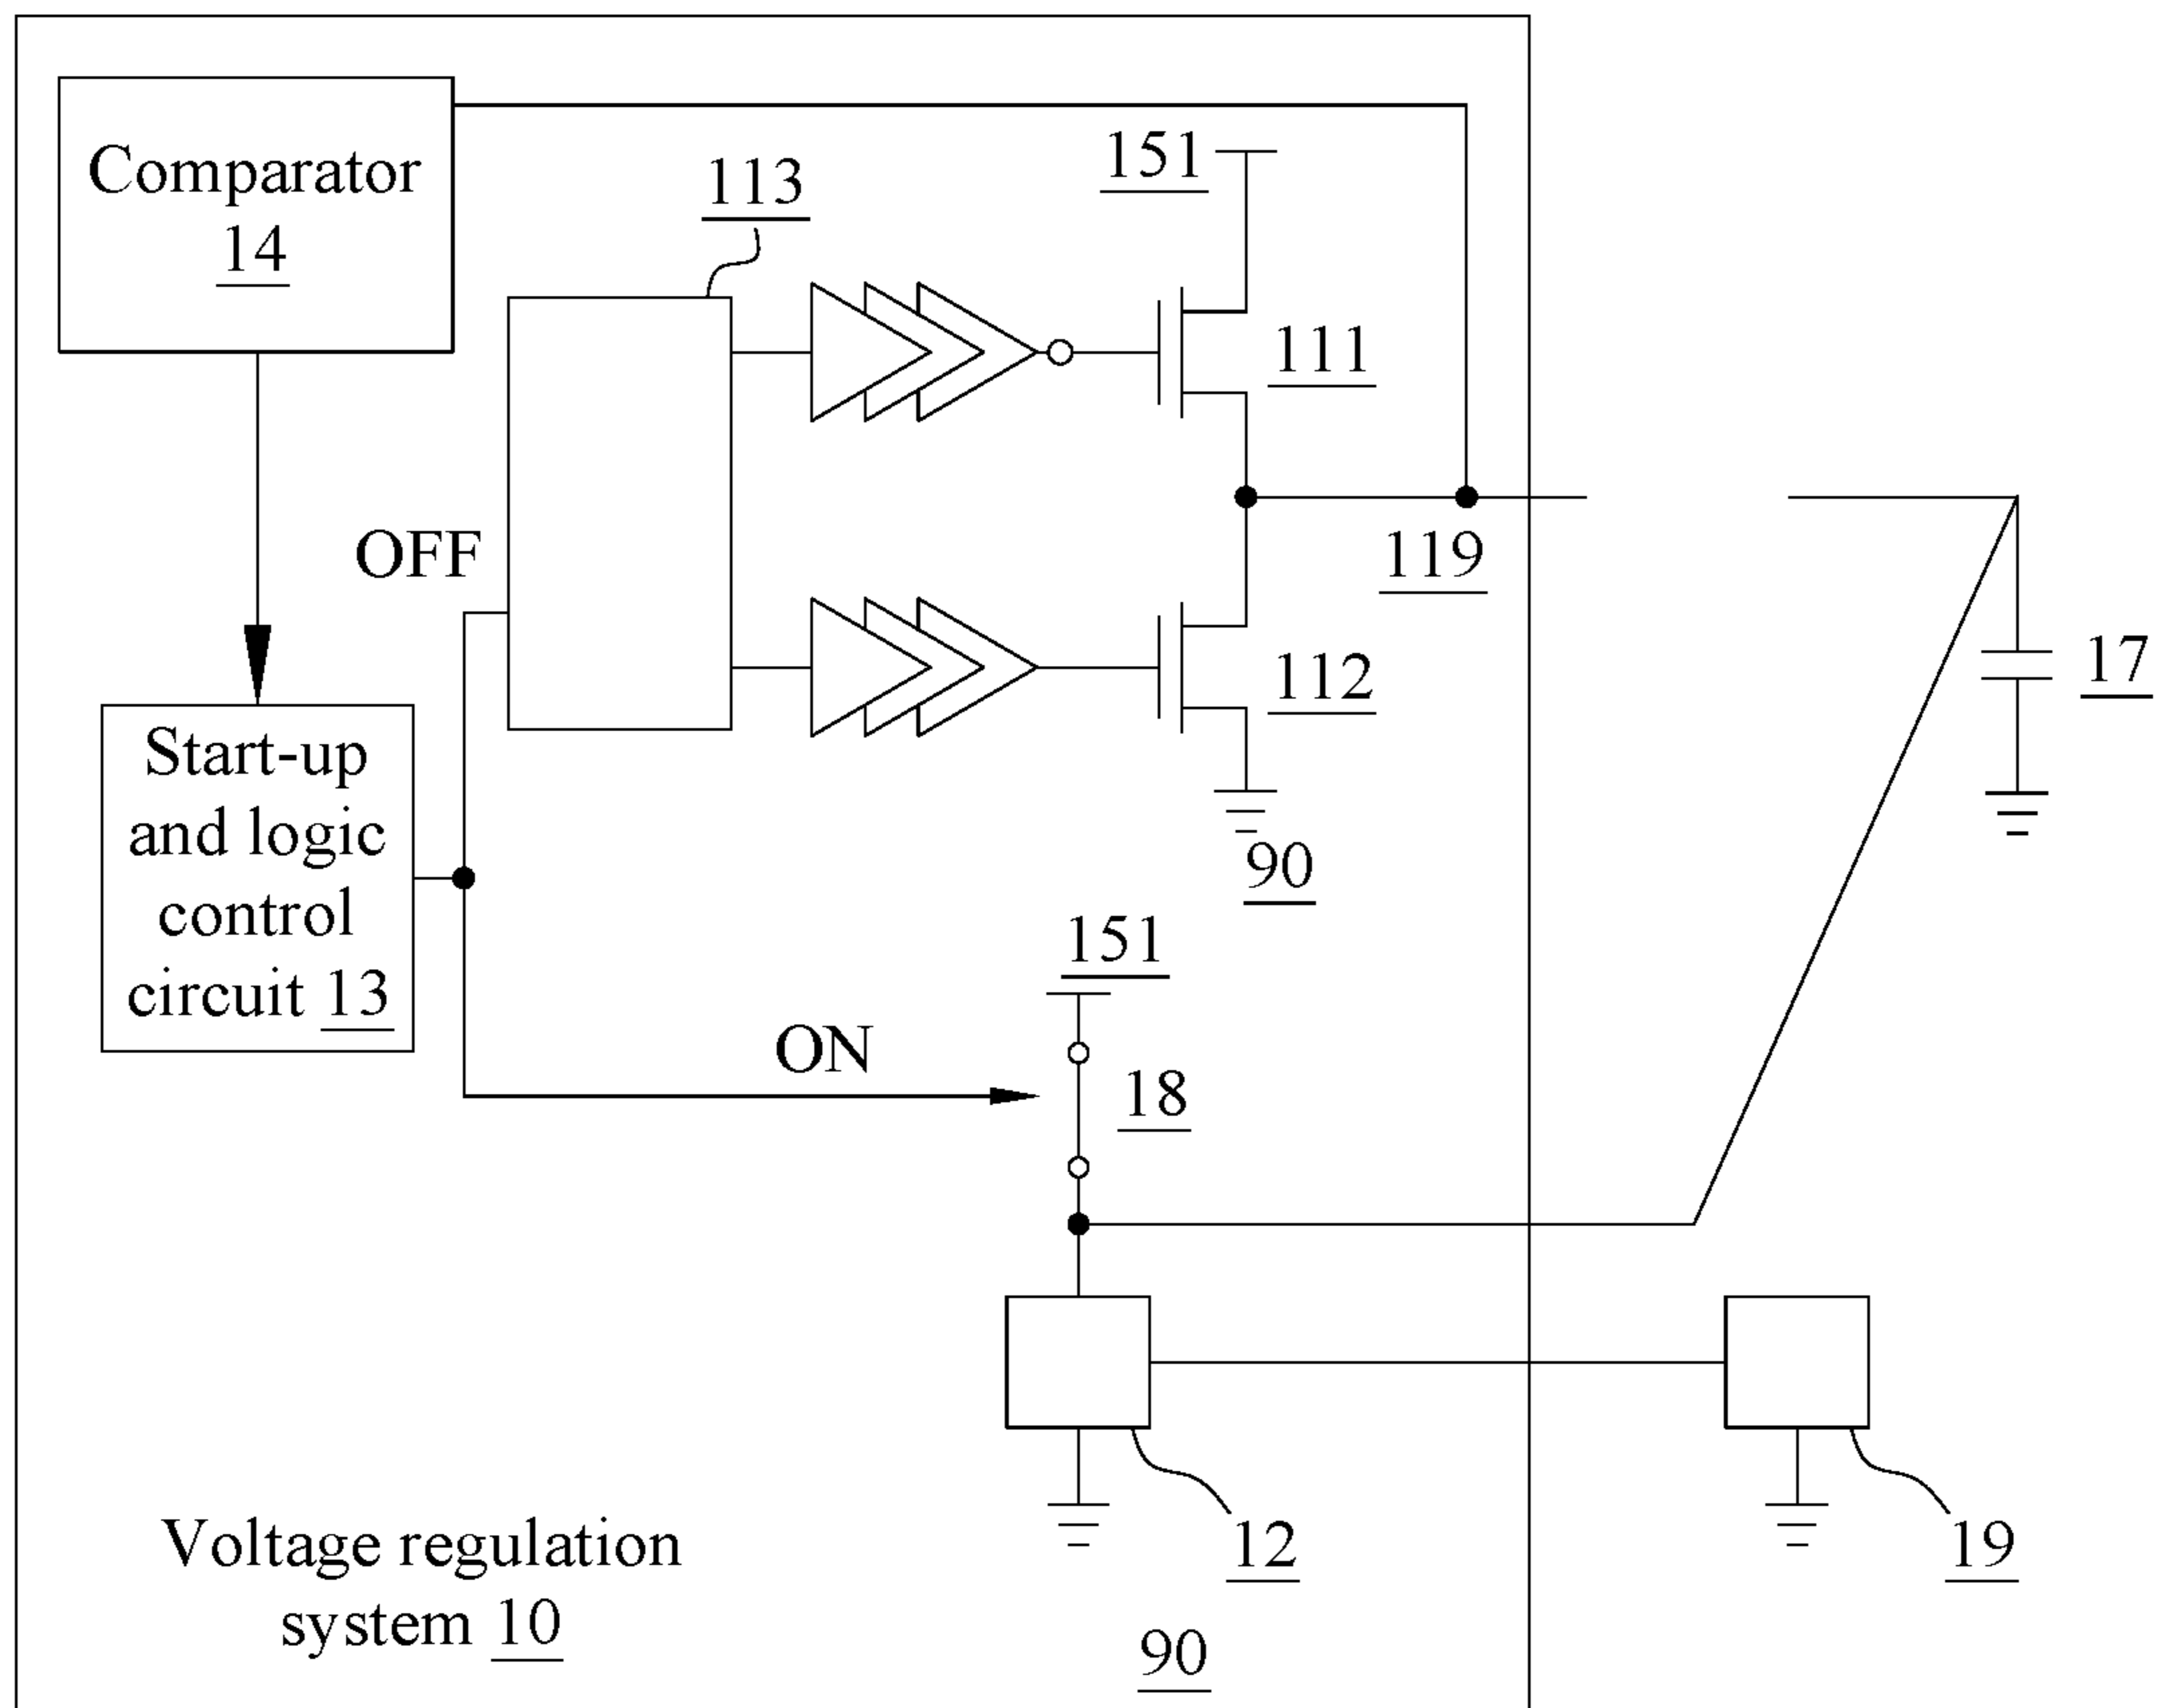 Comparator
14
113
151
111
OFF
119
112
17
Start-up
and logic
control
circuit 13
90
151
ON
18
12
19
Voltage regulation
system 10
90